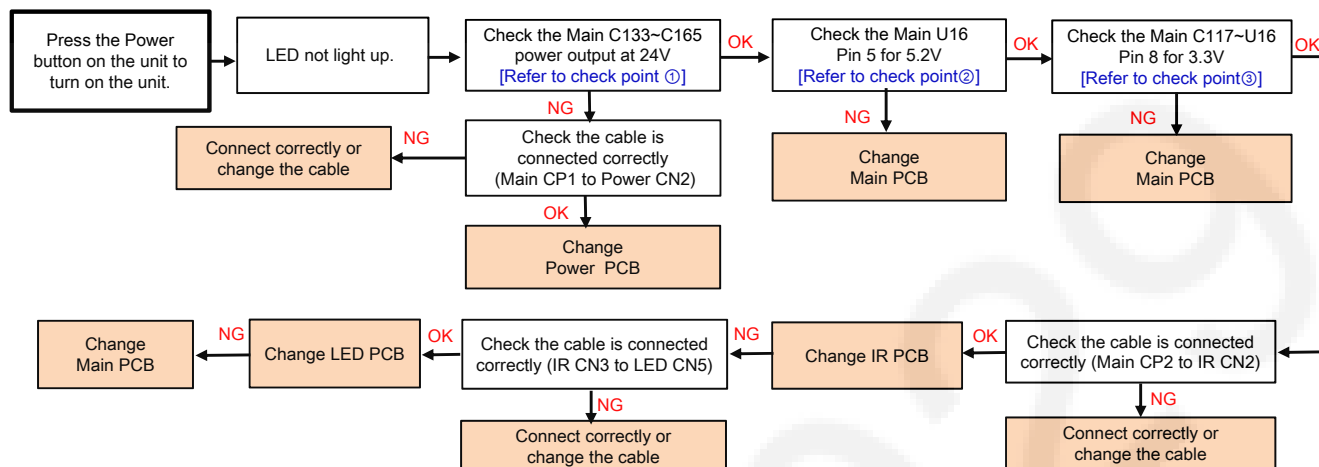 Press the Power
button on the unit to
turn on the unit.
LED not light up.
Check the Main C133~C165
power output at 24V
[Refer to check point ①]
OK
Check the Main U16
Pin 5 for 5.2V
[Refer to check point②]
OK
Check the Main C117~U16
Pin 8 for 3.3V
[Refer to check point③]
OK
NG
NG
NG
Connect correctly or
change the cable
NG
Check the cable is
connected correctly
(Main CP1 to Power CN2)
Change
Main PCB
Change
Main PCB
OK
Change
Power PCB
Change
Main PCB
NG
Change LED PCB
OK
Check the cable is connected
correctly (IR CN3 to LED CN5)
NG
Change IR PCB
OK
Check the cable is connected
correctly (Main CP2 to IR CN2)
NG
NG
Connect correctly or
change the cable
Connect correctly or
change the cable